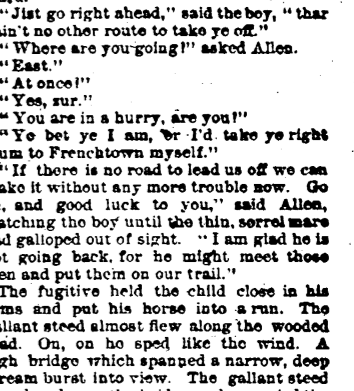 "Jist go right ahead," said the boy, "thar
ain't no other route to take ye off."
"Where are you going?" asked Allen.
"East."
"At once?"
"Yes, sur."
"You are in a hurry, are you?"
"Ye bet ye I am, or I'd take ye right
um to Frenchtown myself."
"If there is no road to lead us off we can
ake it without any more trouble now. Go
, and good luck to you," said Allen,
atching the boy until the thin, sorrel mare
d galloped out of sight. "I am glad he is
t going back, for he might meet those
en and put them on our trail."
The fugitive held the child close in his
ms and put his horse into a run. The
llant steed almost flew along the wooded
ad. On, on he sped like the wind. A
gh bridge which spanned a narrow, deep
ream burst into view. The gallant steed